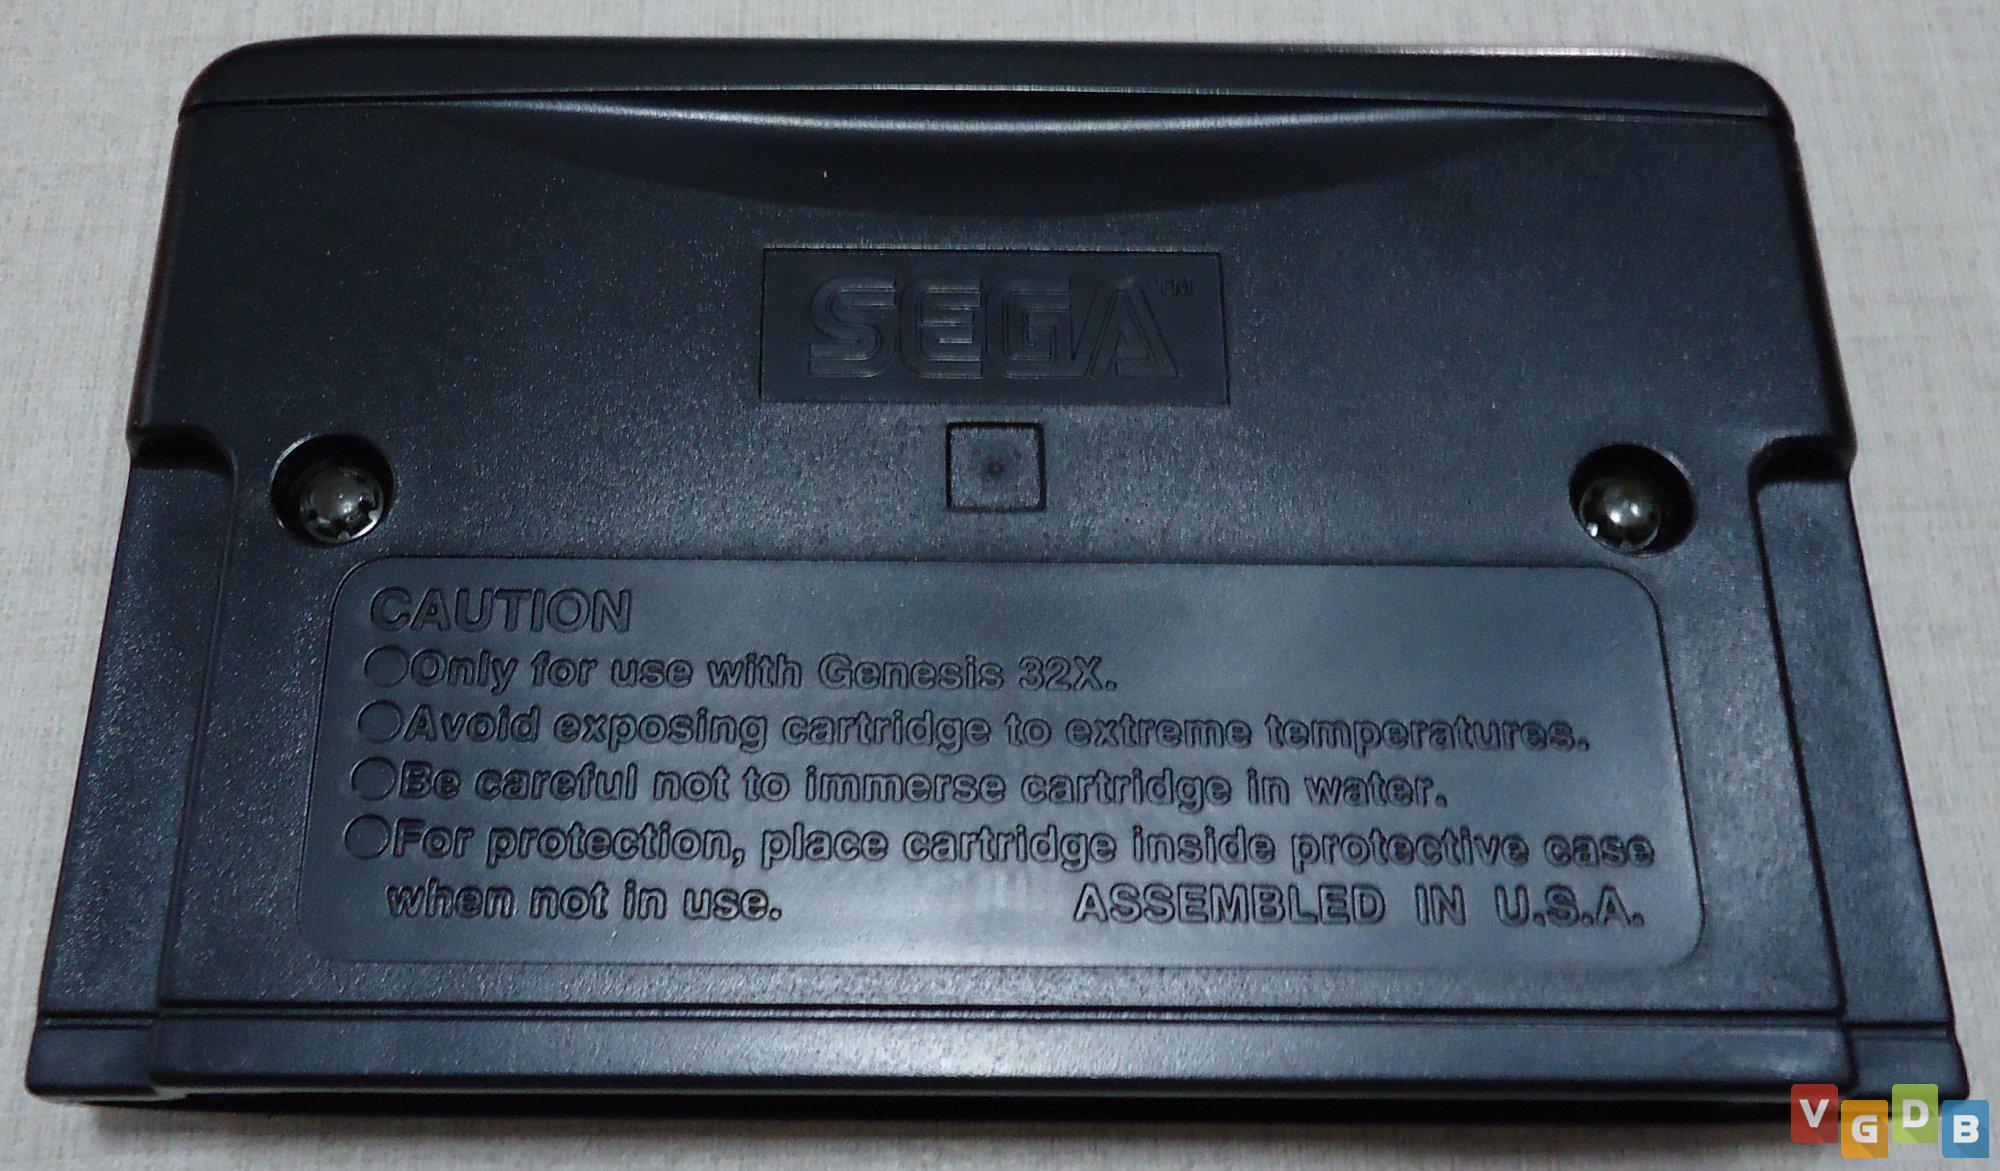 SEGA™
CAUTION
●Only for use with Genesis 32X.
●Avoid exposing cartridge to extreme temperatures.
●Be careful not to immerse cartridge in water.
●For protection, place cartridge inside protective case
when not in use. ASSEMBLED IN U.S.A.
VGDB